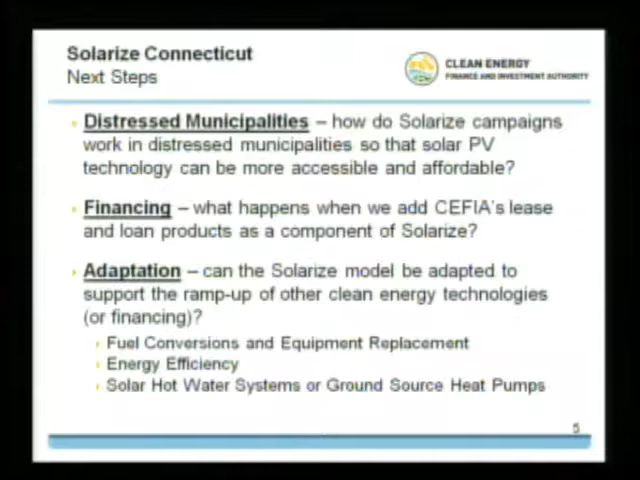 Solarize Connecticut
Next Steps
CLEAN ENERGY
FINANCE AND INVESTMENT AUTHORITY
Distressed Municipalities – how do Solarize campaigns
work in distressed municipalities so that solar PV
technology can be more accessible and affordable?
Financing – what happens when we add CEFIA's lease
and loan products as a component of Solarize?
Adaptation – can the Solarize model be adapted to
support the ramp-up of other clean energy technologies
(or financing)?
Fuel Conversions and Equipment Replacement
Energy Efficiency
Solar Hot Water Systems or Ground Source Heat Pumps
5